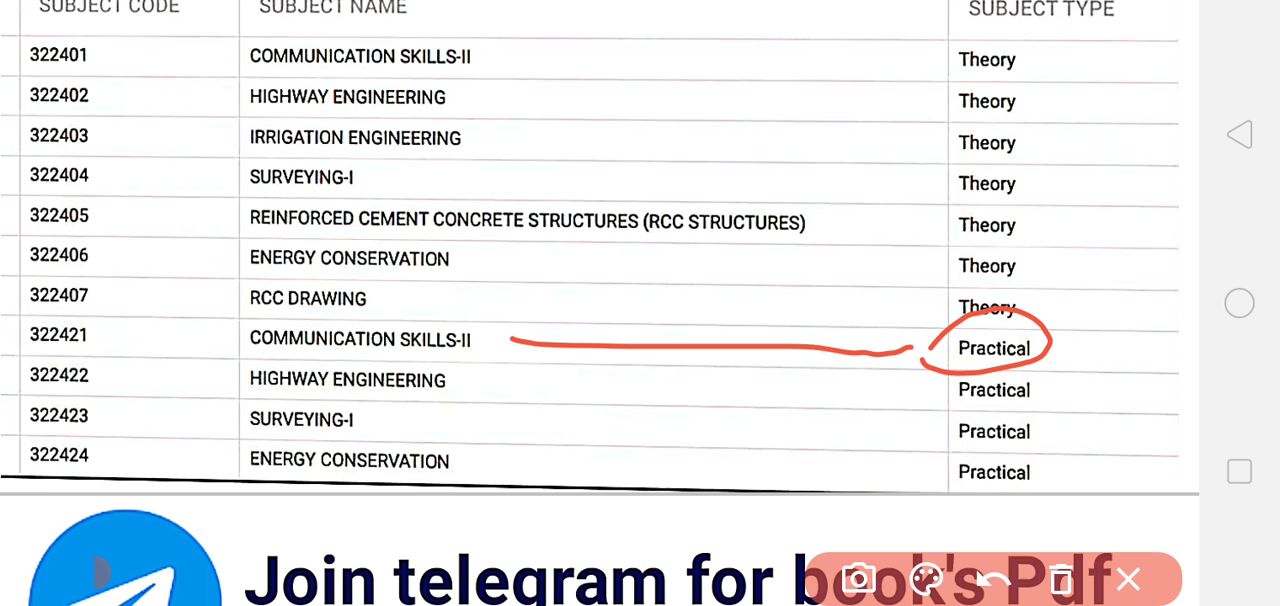 SUBJECT CODE SUBJECT NAME SUBJECT TYPE
322401 COMMUNICATION SKILLS-II Theory
322402 HIGHWAY ENGINEERING Theory
322403 IRRIGATION ENGINEERING Theory
322404 SURVEYING-I Theory
322405 REINFORCED CEMENT CONCRETE STRUCTURES (RCC STRUCTURES) Theory
322406 ENERGY CONSERVATION Theory
322407 RCC DRAWING Theory
322421 COMMUNICATION SKILLS-II Practical
322422 HIGHWAY ENGINEERING Practical
322423 SURVEYING-I Practical
322424 ENERGY CONSERVATION Practical
Join telegram for book's Pdf